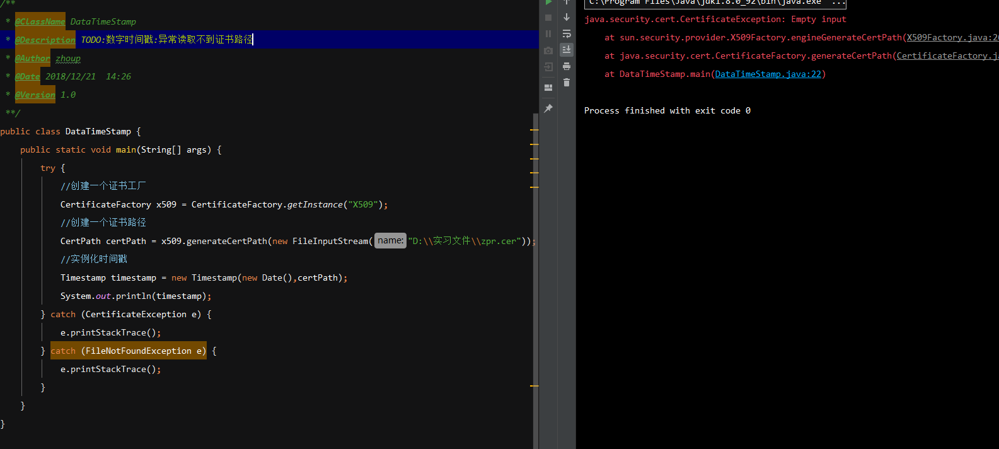 /**
* @ClassName DataTimeStamp
* @Description TODO:数字时间戳:异常读取不到证书路径
* @Author zhoup
* @Date 2018/12/21  14:26
* @Version 1.0
**/
public class DataTimeStamp {
public static void main(String[] args) {
try {
//创建一个证书工厂
CertificateFactory x509 = CertificateFactory.getInstance("X509");
//创建一个证书路径
CertPath certPath = x509.generateCertPath(new FileInputStream( name: "D:\\实习文件\\zpr.cer"));
//实例化时间戳
Timestamp timestamp = new Timestamp(new Date(),certPath);
System.out.println(timestamp);
} catch (CertificateException e) {
e.printStackTrace();
} catch (FileNotFoundException e) {
e.printStackTrace();
}
}
}
"C:\Program Files\Java\jdk1.8.0_92\bin\java.exe" ...
java.security.cert.CertificateException: Empty input
at sun.security.provider.X509Factory.engineGenerateCertPath(X509Factory.java:
at java.security.cert.CertificateFactory.generateCertPath(CertificateFactory.
at DataTimeStamp.main(DataTimeStamp.java:22)
Process finished with exit code 0